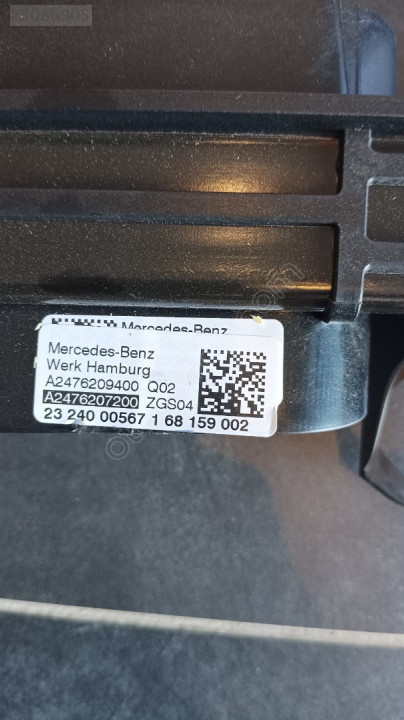 Mercedes-Benz
Mercedes-Benz
Werk Hamburg
A2476209400 Q02
A2476207200 ZGS04
23 240 00567 1 68 159 002